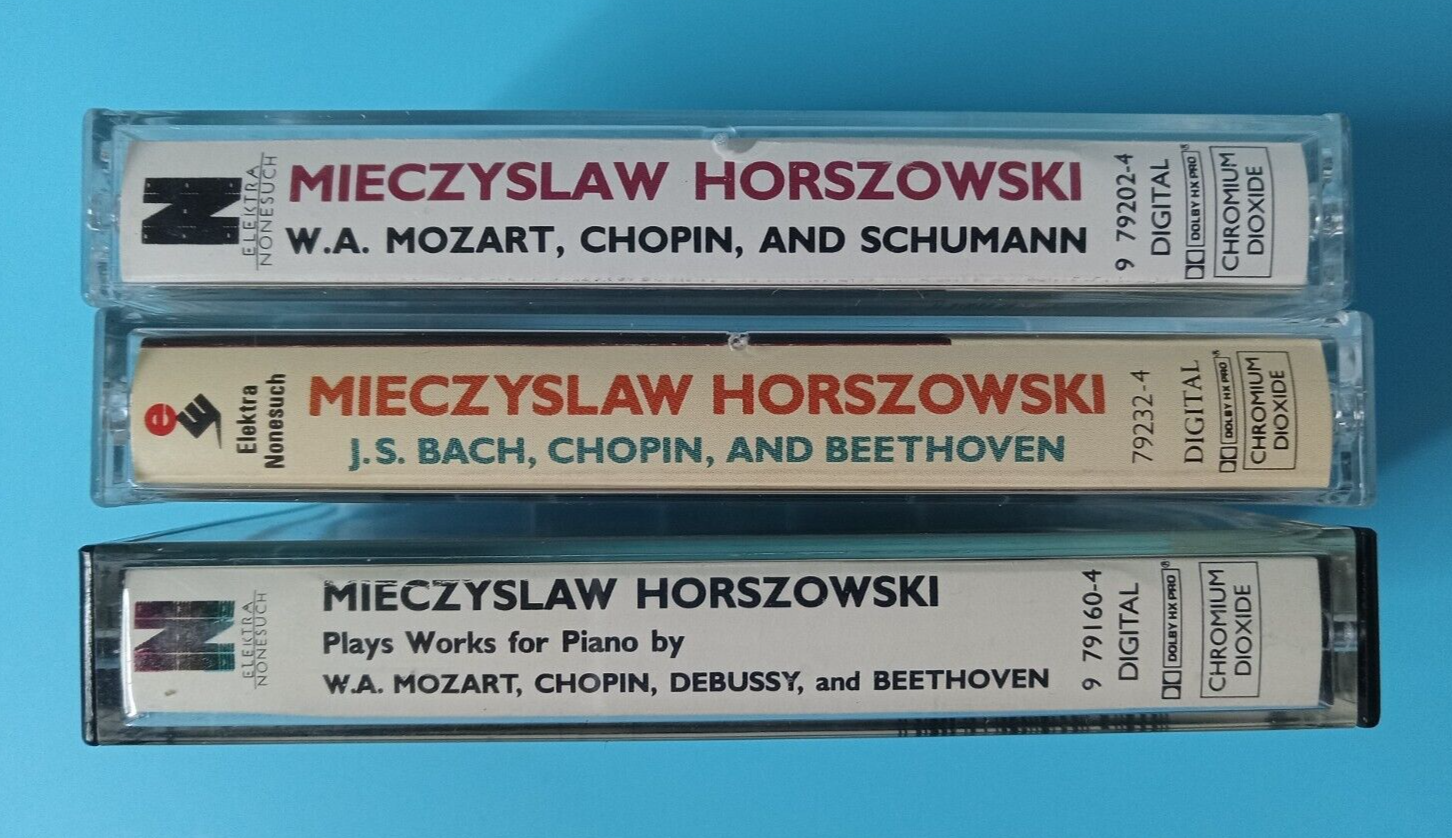 N
ELEKTRA
NONESUCH
MIECZYSLAW HORSZOWSKI
W.A. MOZART, CHOPIN, AND SCHUMANN
9 79202-4
DIGITAL
DOLBY HX PRO
CHROMIUM
DIOXIDE
e
Elektra
Nonesuch
MIECZYSLAW HORSZOWSKI
J.S. BACH, CHOPIN, AND BEETHOVEN
79232-4
DIGITAL
DOLBY HX PRO
CHROMIUM
DIOXIDE
N
ELEKTRA
NONESUCH
MIECZYSLAW HORSZOWSKI
Plays Works for Piano by
W.A. MOZART, CHOPIN, DEBUSSY, and BEETHOVEN
9 79160-4
DIGITAL
DOLBY HX PRO
CHROMIUM
DIOXIDE